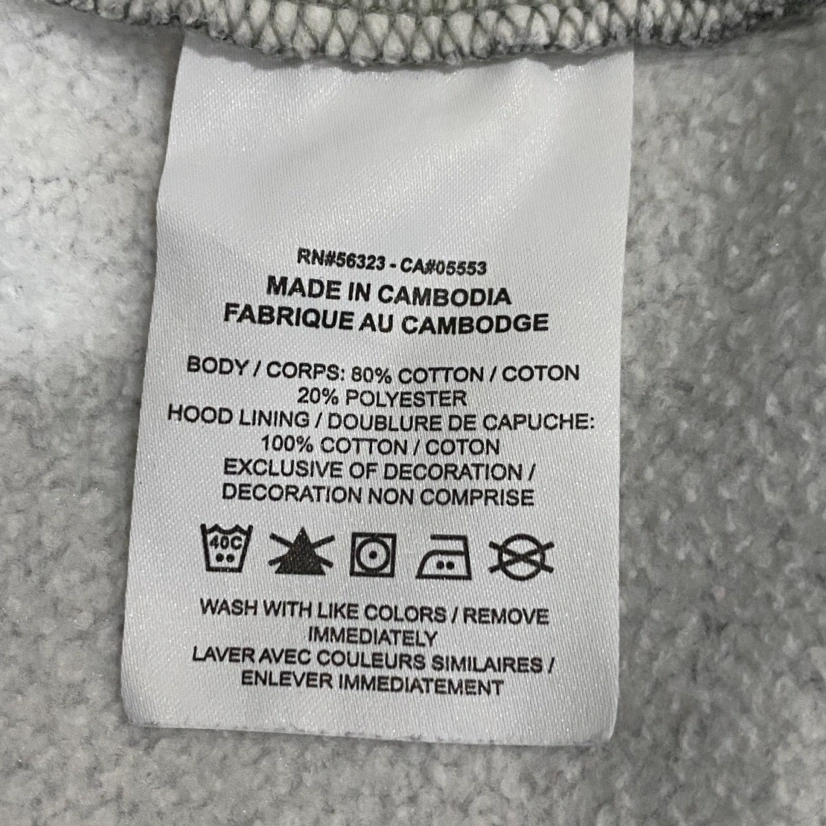 RN#56323 - CA#05553
MADE IN CAMBODIA
FABRIQUE AU CAMBODGE
BODY / CORPS: 80% COTTON / COTON
20% POLYESTER
HOOD LINING / DOUBLURE DE CAPUCHE:
100% COTTON / COTON
EXCLUSIVE OF DECORATION /
DECORATION NON COMPRISE
40C
WASH WITH LIKE COLORS / REMOVE
IMMEDIATELY
LAVER AVEC COULEURS SIMILAIRES /
ENLEVER IMMEDIATEMENT